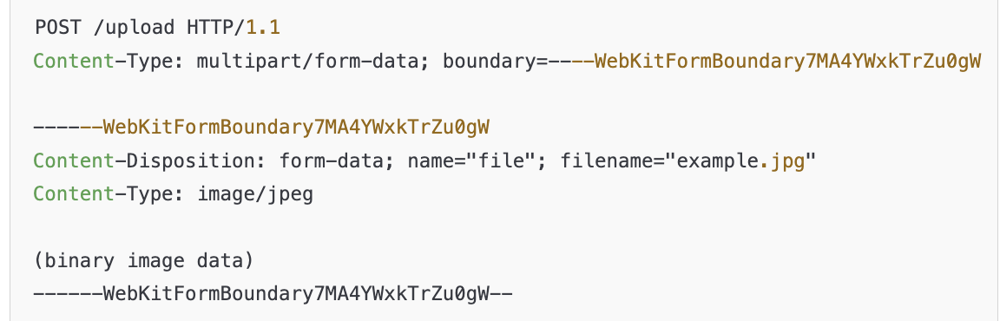 POST /upload HTTP/1.1
Content-Type: multipart/form-data; boundary=----WebKitFormBoundary7MA4YWxkTrZu0gW
------WebKitFormBoundary7MA4YWxkTrZu0gW
Content-Disposition: form-data; name="file"; filename="example.jpg"
Content-Type: image/jpeg
(binary image data)
------WebKitFormBoundary7MA4YWxkTrZu0gW--